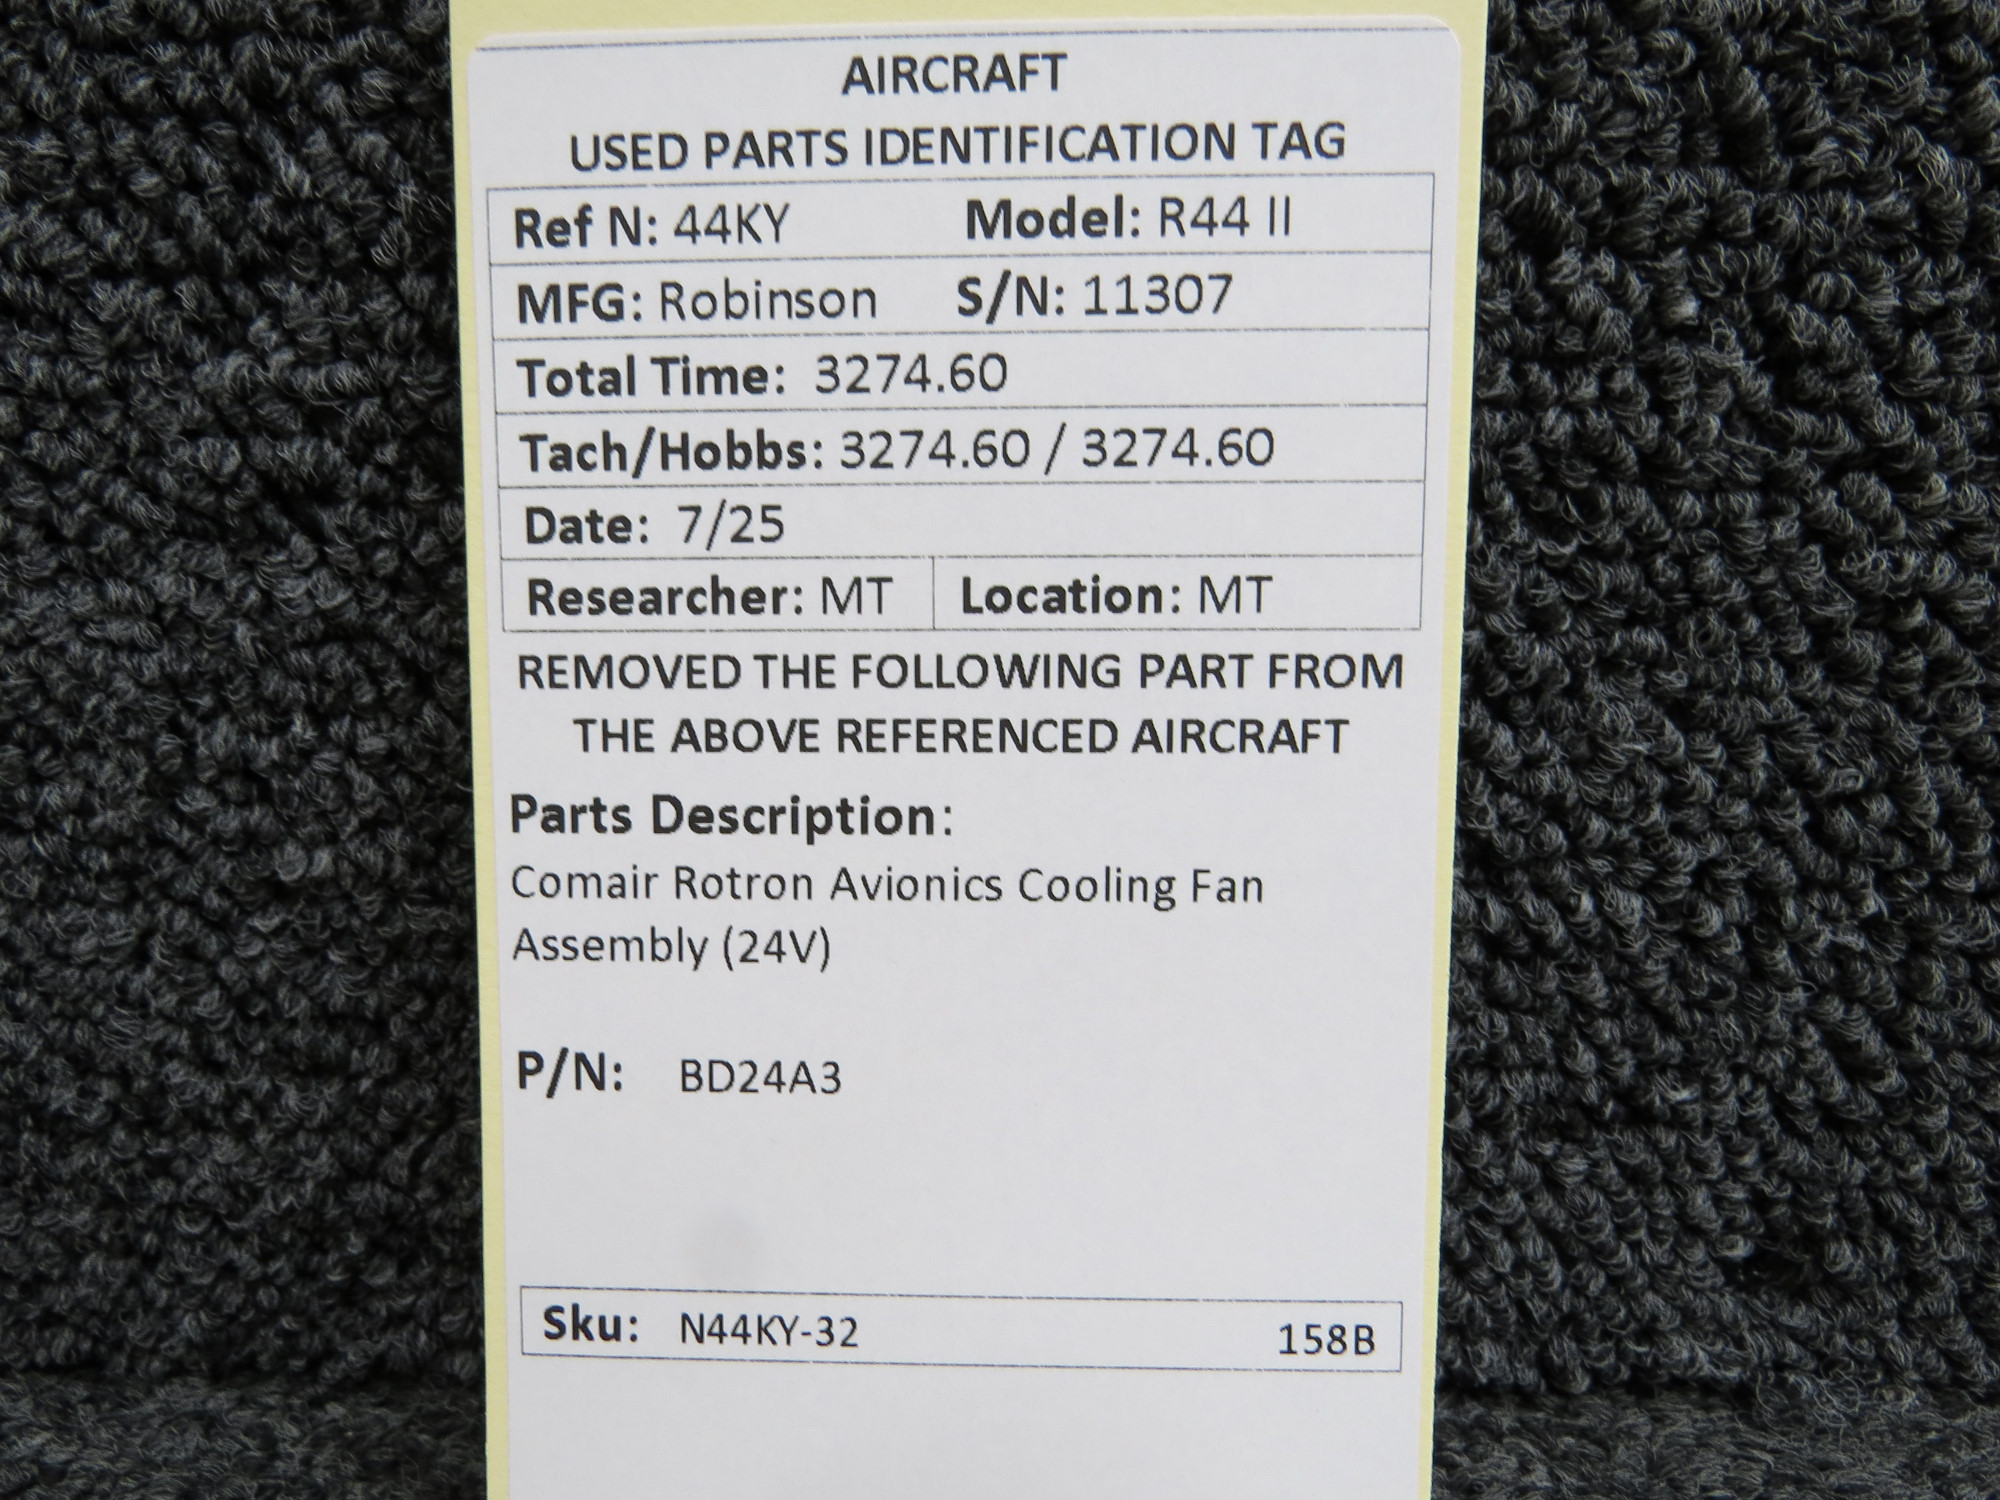 AIRCRAFT
USED PARTS IDENTIFICATION TAG
Ref N: 44KY Model: R44 II
MFG: Robinson S/N: 11307
Total Time: 3274.60
Tach/Hobbs: 3274.60 / 3274.60
Date: 7/25
Researcher: MT Location: MT
REMOVED THE FOLLOWING PART FROM
THE ABOVE REFERENCED AIRCRAFT
Parts Description:
Comair Rotron Avionics Cooling Fan
Assembly (24V)
P/N: BD24A3
Sku: N44KY-32 158B